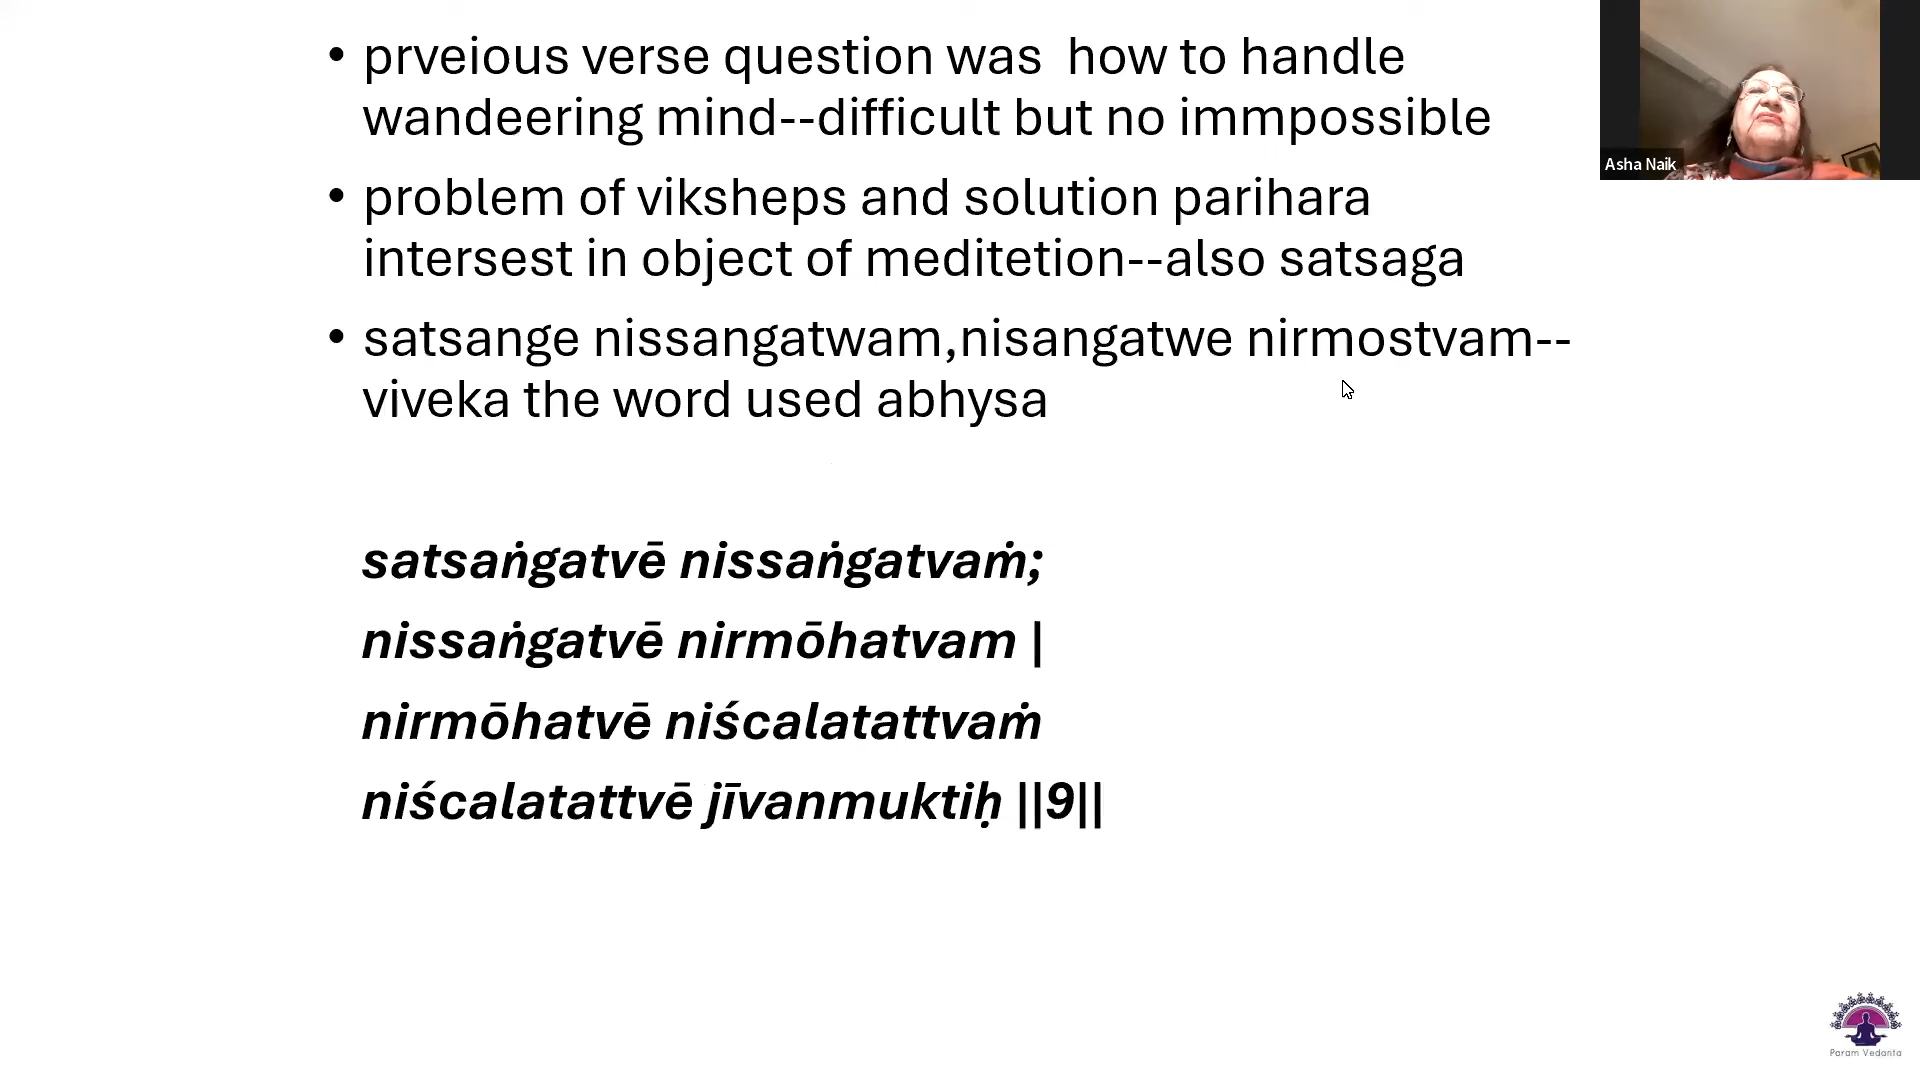 • prveious verse question was  how to handle
wandeering mind--difficult but no immpossible
• problem of viksheps and solution parihara
intersest in object of meditetion--also satsaga
• satsange nissangatwam,nisangatwe nirmostvam--
viveka the word used abhysa
satsaṅgatvē nissaṅgatvaṁ;
nissaṅgatvē nirmōhatvam |
nirmōhatvē niścalatattvaṁ
niścalatattvē jīvanmuktiḥ ||9||
Asha Naik
Param Vedanta